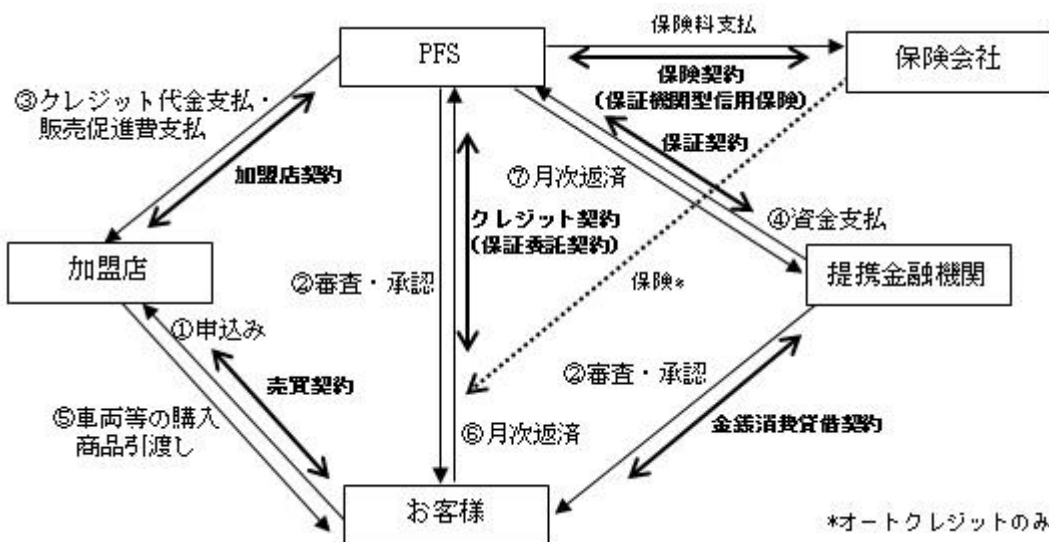 保険料支払
PFS
保険会社
保険契約
(保証機関型信用保険)
③クレジット代金支払・
販売促進費支払
保証契約
加盟店契約
⑦月次返済
クレジット契約
(保証委託契約)
④資金支払
加盟店
②審査・承認
保険*
提携金融機関
①申込み
売買契約
②審査・承認
⑤車両等の購入
商品引渡し
⑥月次返済
金銭消費貸借契約
お客様
*オートクレジットのみ